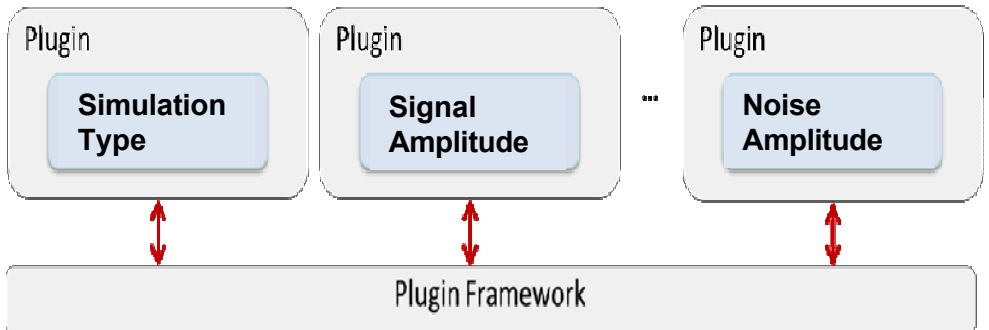 Plugin
Simulation
Type
Plugin
Signal
Amplitude
...
Plugin
Noise
Amplitude
Plugin Framework